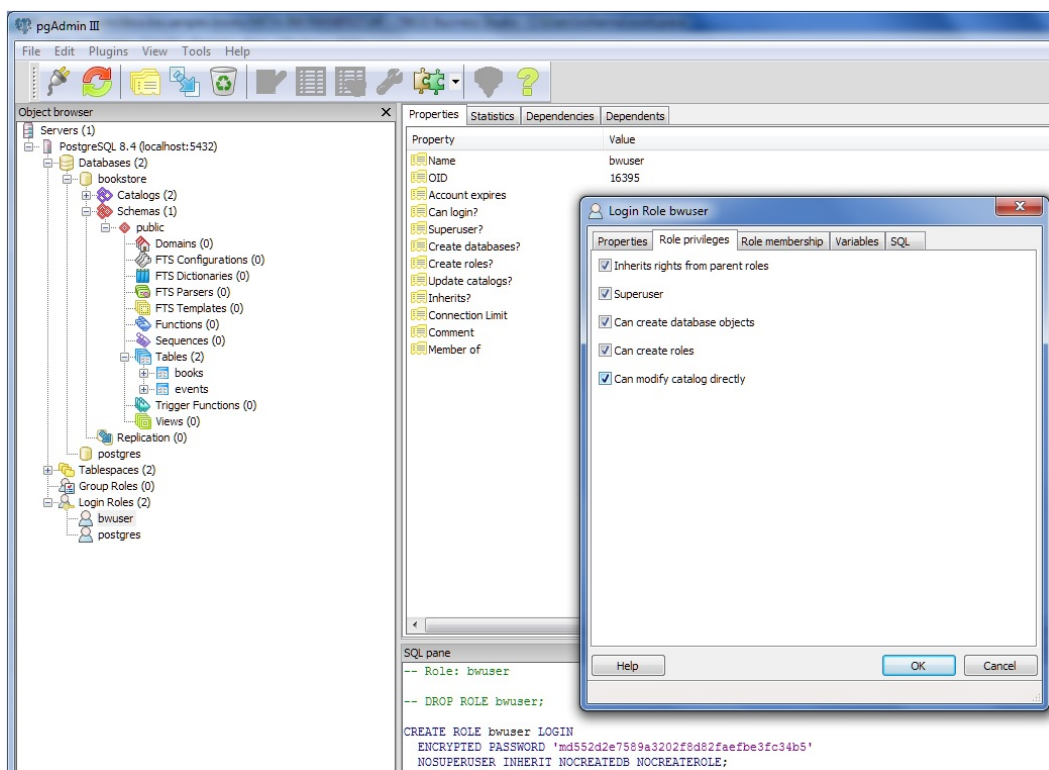 pgAdmin III
File Edit Plugins View Tools Help
Object browser
Servers (1)
PostgreSQL 8.4 (localhost:5432)
Databases (2)
bookstore
Catalogs (2)
Schemas (1)
public
Domains (0)
FTS Configurations (0)
FTS Dictionaries (0)
FTS Parsers (0)
FTS Templates (0)
Functions (0)
Sequences (0)
Tables (2)
books
events
Trigger Functions (0)
Views (0)
Replication (0)
postgres
Tablespaces (2)
Group Roles (0)
Login Roles (2)
bwuser
postgres
Properties Statistics Dependencies Dependents
Property Value
Name bwuser
OID 16395
Account expires
Can login?
Superuser?
Create databases?
Create roles?
Update catalogs?
Inherits?
Connection Limit
Comment
Member of
Login Role bwuser
Properties Role privileges Role membership Variables SQL
Inherits rights from parent roles
Superuser
Can create database objects
Can create roles
Can modify catalog directly
Help OK Cancel
SQL pane
-- Role: bwuser
-- DROP ROLE bwuser;
CREATE ROLE bwuser LOGIN
ENCRYPTED PASSWORD 'md552d2e7589a3202f8d82faefbe3fc34b5'
NOSUPERUSER INHERIT NOCREATEDB NOCREATEROLE;